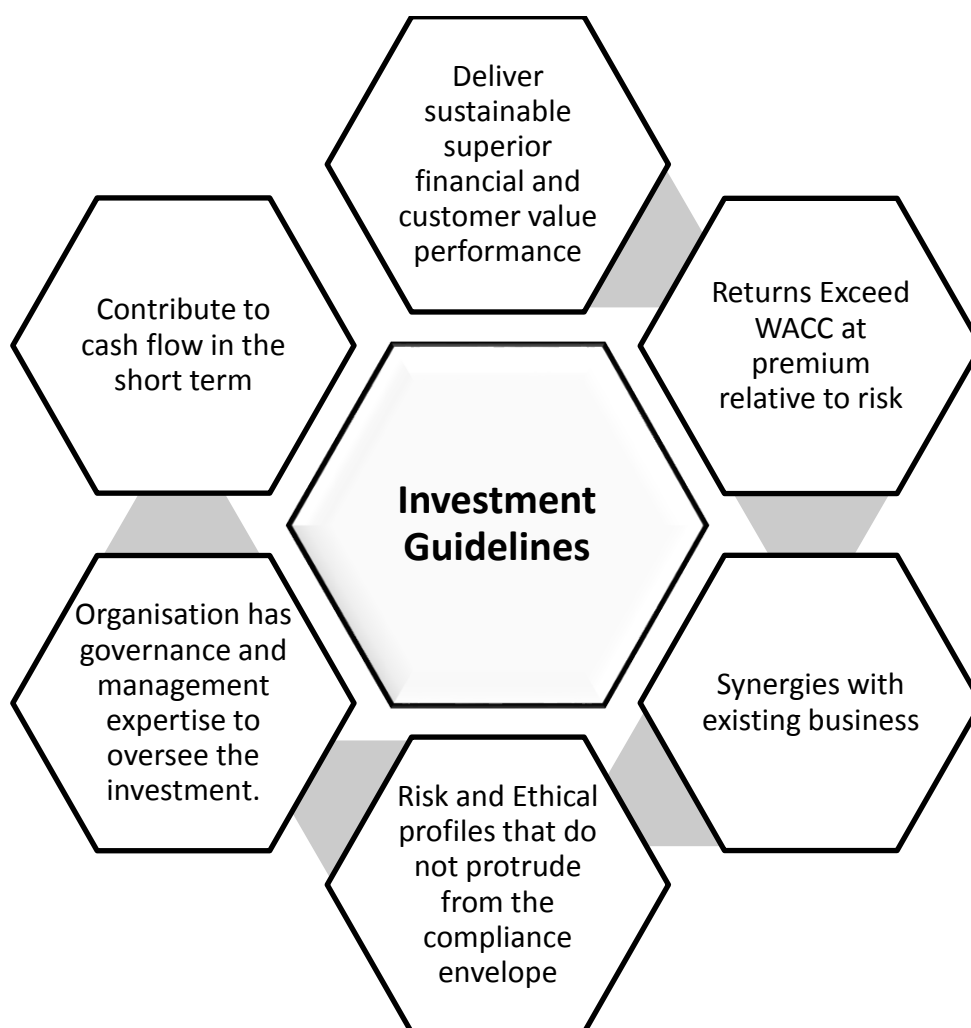 Deliver
sustainable
superior
financial and
customer value
performance
Returns Exceed
WACC at
premium
relative to risk
Synergies with
existing business
Risk and Ethical
profiles that do
not protrude
from the
compliance
envelope
Organisation has
governance and
management
expertise to
oversee the
investment.
Contribute to
cash flow in the
short term
Investment
Guidelines